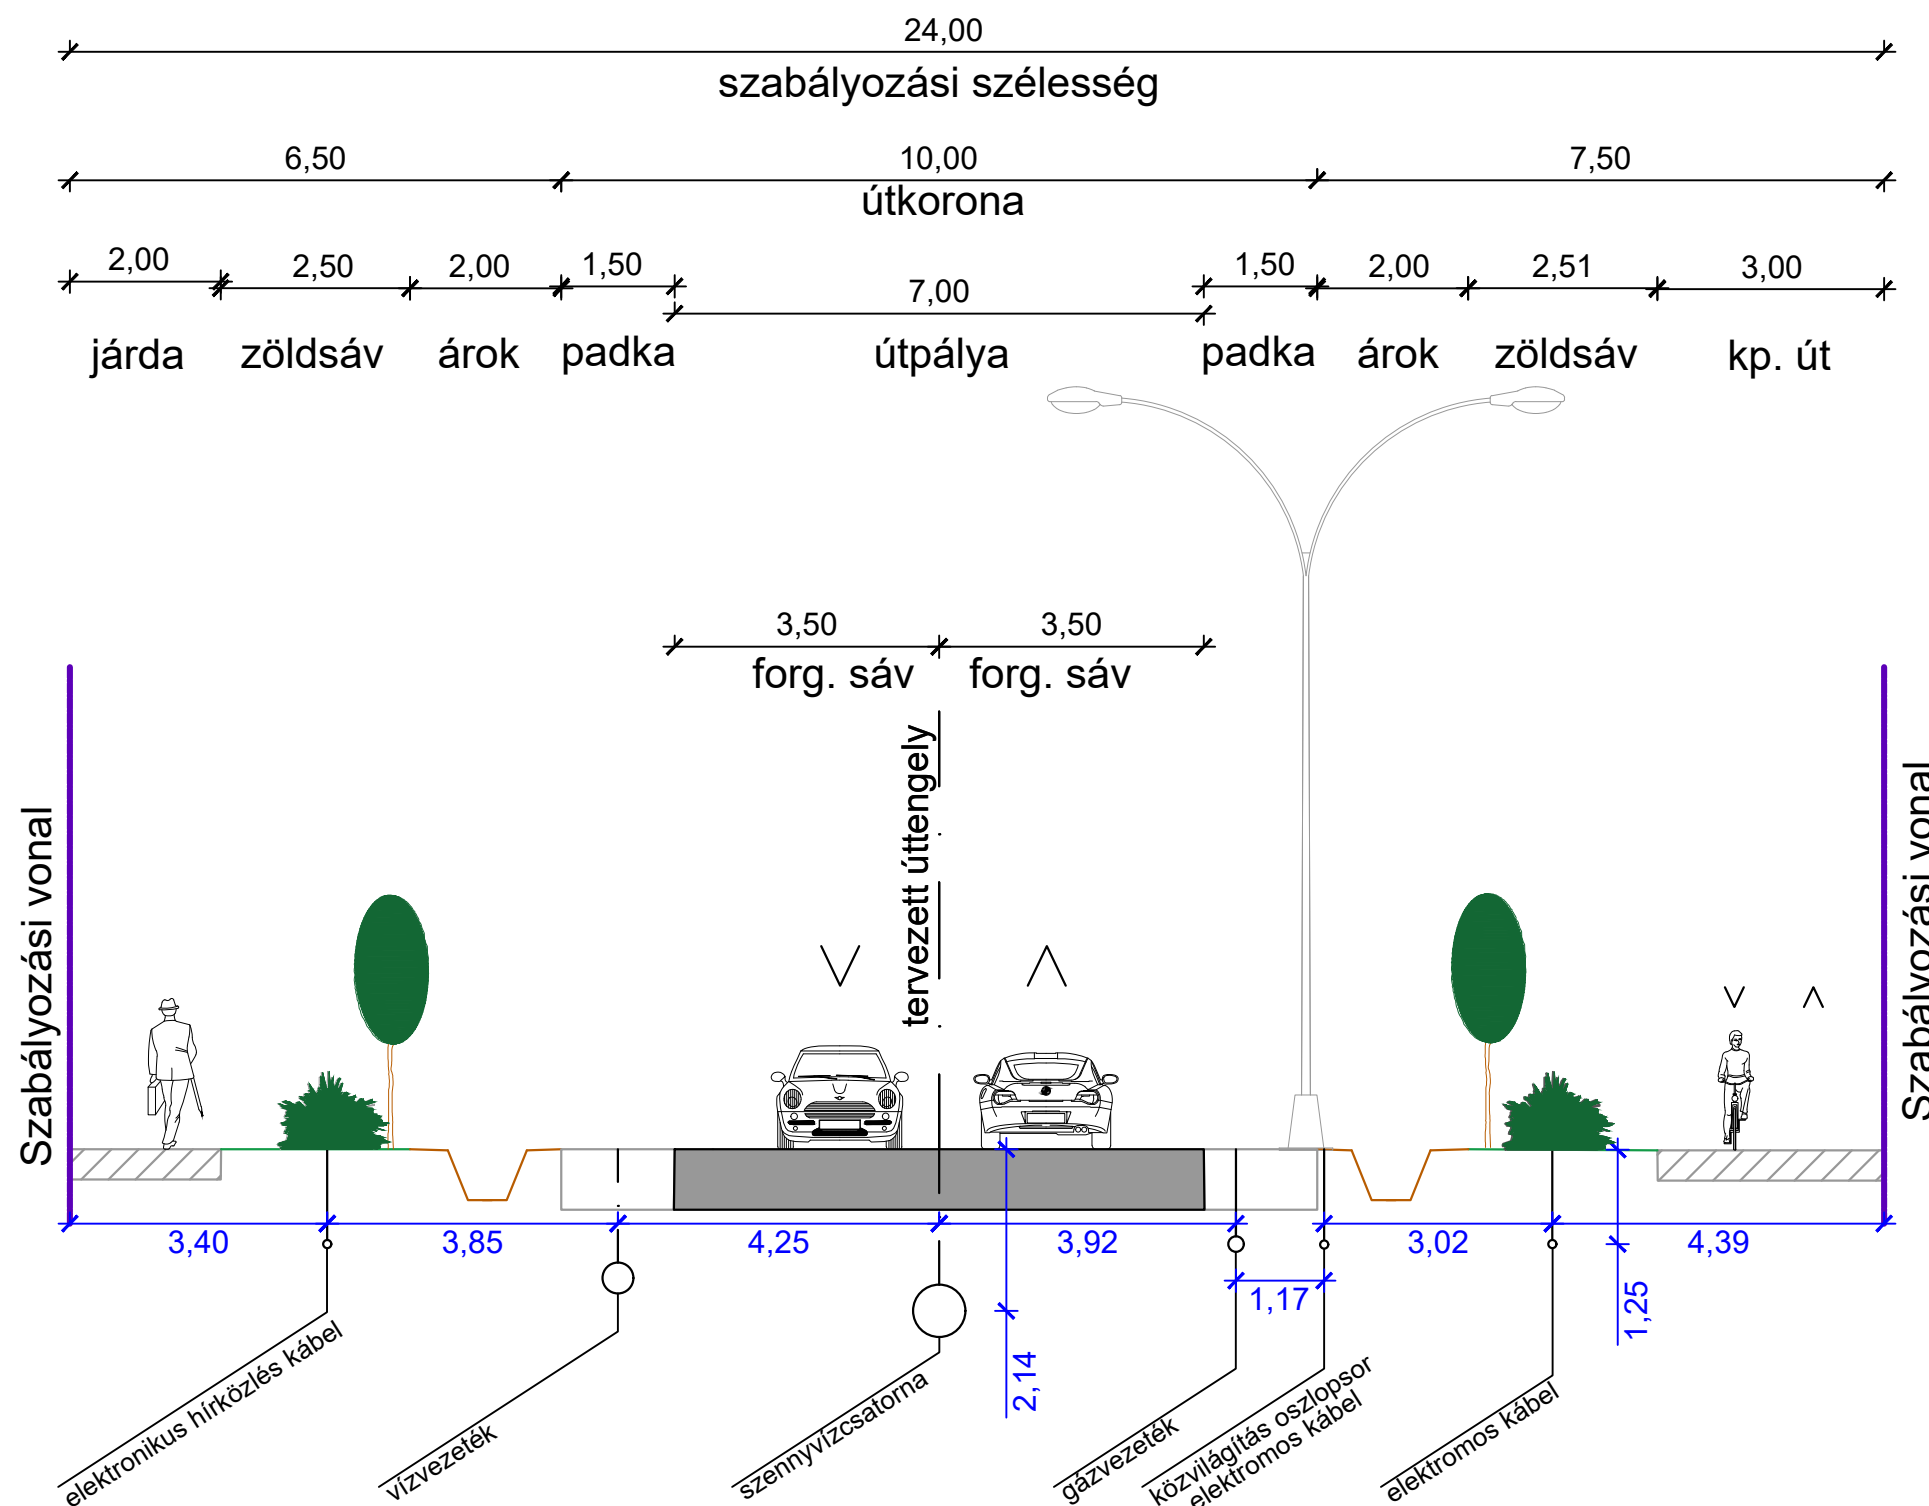 24,00
szabályozási szélesség
6,50 10,00 7,50
útkorona
2,00 2,50 2,00 1,50 7,00 1,50 2,00 2,51 3,00
járda zöldsáv árok padka útpálya padka árok zöldsáv kp. út
3,50 3,50
forg. sáv forg. sáv
tervezett úttengely
Szabályozási vonal
Szabályozási vonal
3,40 3,85 4,25 3,92 3,02 4,39
1,17
1,25
2,14
elektronikus hírközlés kábel
vízvezeték
szennyvízcsatorna
gázvezeték
közvilágítás oszlopsor
elektromos kábel
elektromos kábel